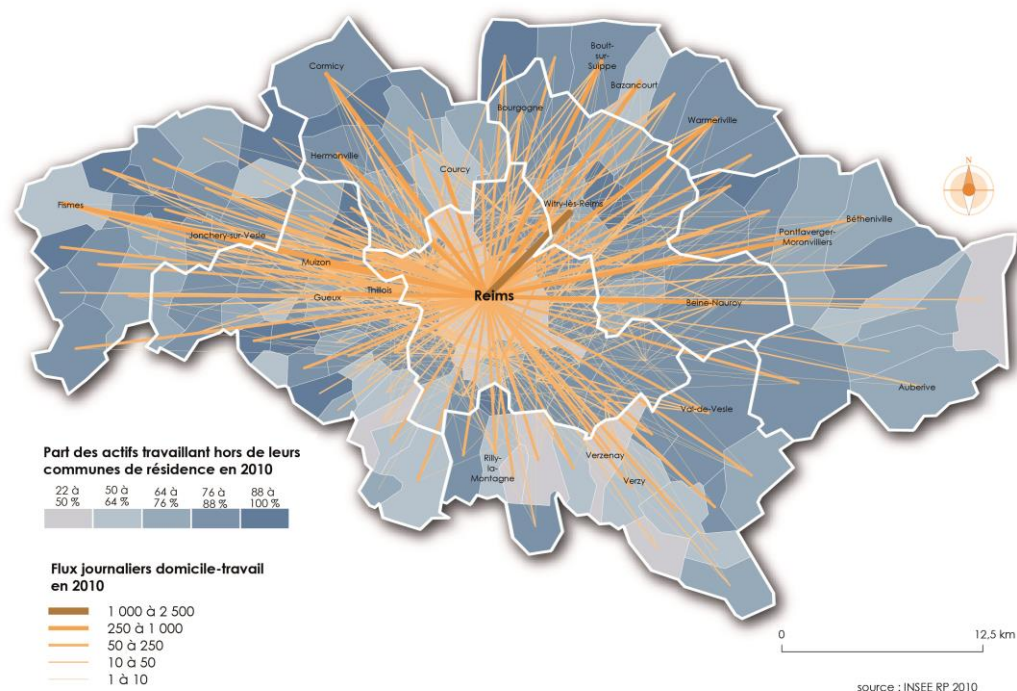 Boult-
sur-
Suippe
Cormicy
Bazancourt
Bourgogne
Warmeriville
Hermonville
Courcy
N
Fismes
Witry-lès-Reims
Bétheniville
Jonchery-sur-Vesle
Pontfaverger-
Moronvilliers
Muizon
Thillois
Gueux
Reims
Beine-Nauroy
Auberive
Val-de-Vesle
Rilly-
la-
Montagne
Verzenay
Verzy
Part des actifs travaillant hors de leurs
communes de résidence en 2010
22 à 50 % 50 à 64 % 64 à 76 % 76 à 88 % 88 à 100 %
Flux journaliers domicile-travail
en 2010
1 000 à 2 500
250 à 1 000
50 à 250
10 à 50
1 à 10
0 12,5 km
source : INSEE RP 2010